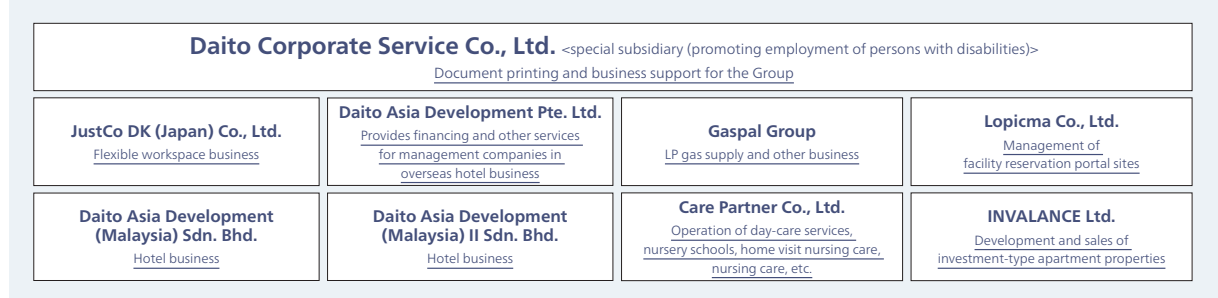 Daito Corporate Service Co., Ltd. <special subsidiary (promoting employment of persons with disabilities)>
Document printing and business support for the Group
JustCo DK (Japan) Co., Ltd.
Flexible workspace business
Daito Asia Development Pte. Ltd.
Provides financing and other services
for management companies in
overseas hotel business
Gaspal Group
LP gas supply and other business
Lopicma Co., Ltd.
Management of
facility reservation portal sites
Daito Asia Development
(Malaysia) Sdn. Bhd.
Hotel business
Daito Asia Development
(Malaysia) II Sdn. Bhd.
Hotel business
Care Partner Co., Ltd.
Operation of day-care services,
nursery schools, home visit nursing care,
nursing care, etc.
INVALANCE Ltd.
Development and sales of
investment-type apartment properties